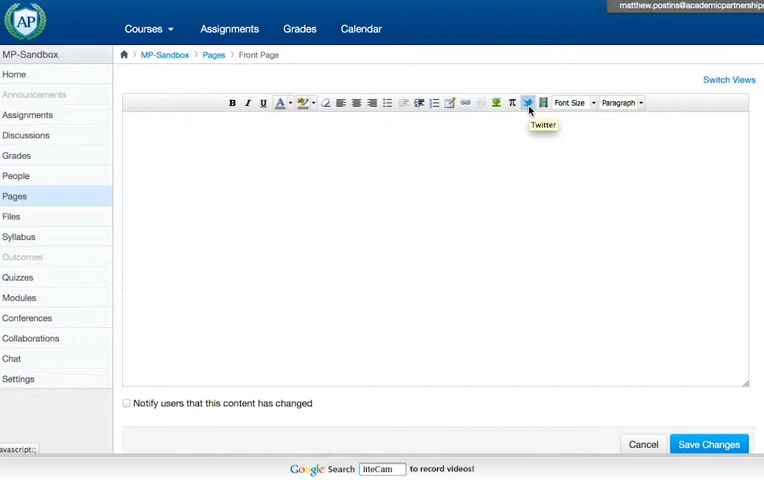 matthew.postins@academicpartnerships
AP
Courses
Assignments
Grades
Calendar
MP-Sandbox
MP-Sandbox
Pages
Front Page
Home
Announcements
Assignments
Discussions
Grades
People
Pages
Files
Syllabus
Outcomes
Quizzes
Modules
Conferences
Collaborations
Chat
Settings
Switch Views
B I U A π Font Size Paragraph
Twitter
Notify users that this content has changed
Cancel
Save Changes
avascript:;
Google Search liteCam to record videos!